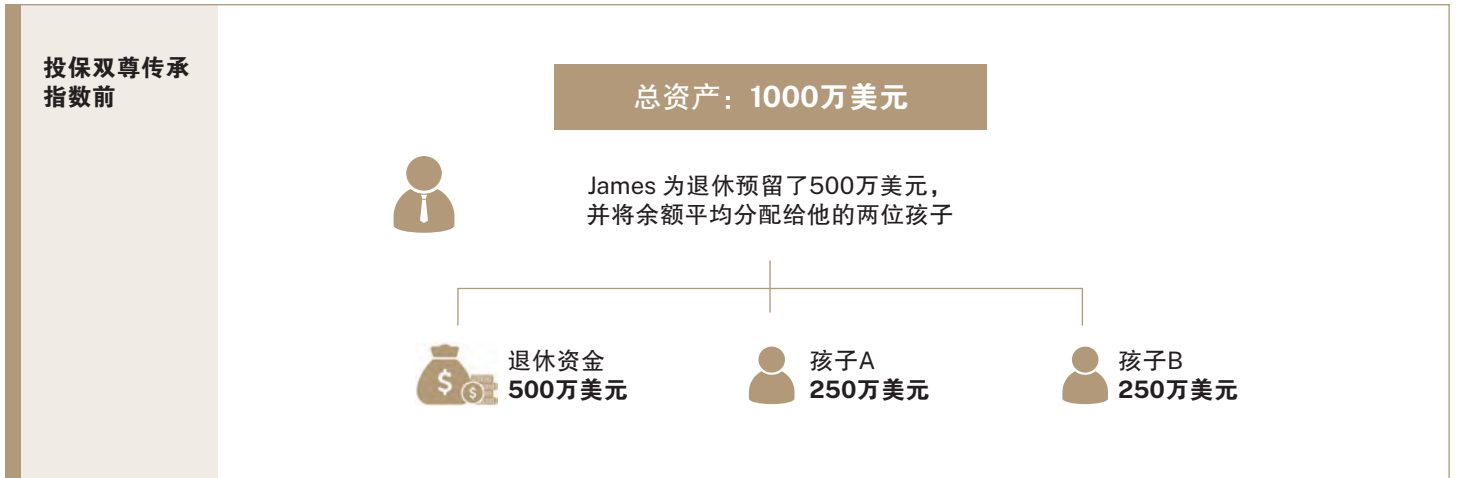 投保双尊传承
指数前
总资产：1000万美元
James 为退休预留了500万美元，
并将余额平均分配给他的两位孩子
$
$
退休资金
500万美元
孩子A
250万美元
孩子B
250万美元